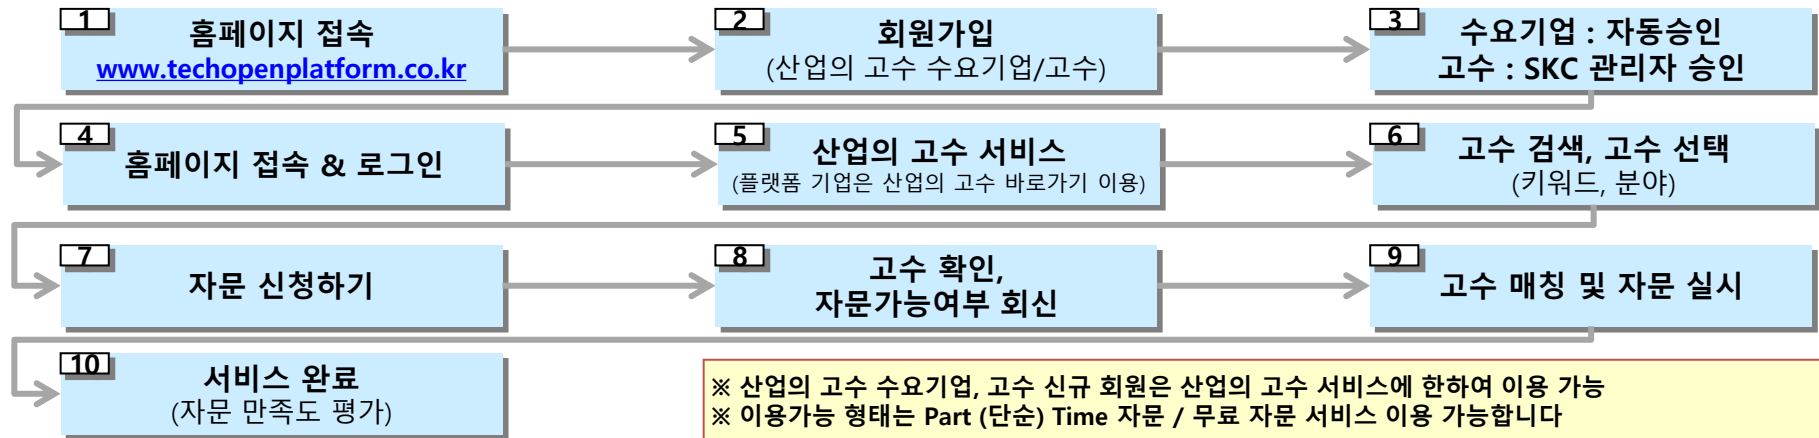 1
홈페이지 접속
www.techopenplatform.co.kr
2
회원가입
(산업의 고수 수요기업/고수)
3
수요기업 : 자동승인
고수 : SKC 관리자 승인
4
홈페이지 접속 & 로그인
5
산업의 고수 서비스
(플랫폼 기업은 산업의 고수 바로가기 이용)
6
고수 검색, 고수 선택
(키워드, 분야)
7
자문 신청하기
8
고수 확인,
자문가능여부 회신
9
고수 매칭 및 자문 실시
10
서비스 완료
(자문 만족도 평가)
※ 산업의 고수 수요기업, 고수 신규 회원은 산업의 고수 서비스에 한하여 이용 가능
※ 이용가능 형태는 Part (단순) Time 자문 / 무료 자문 서비스 이용 가능합니다